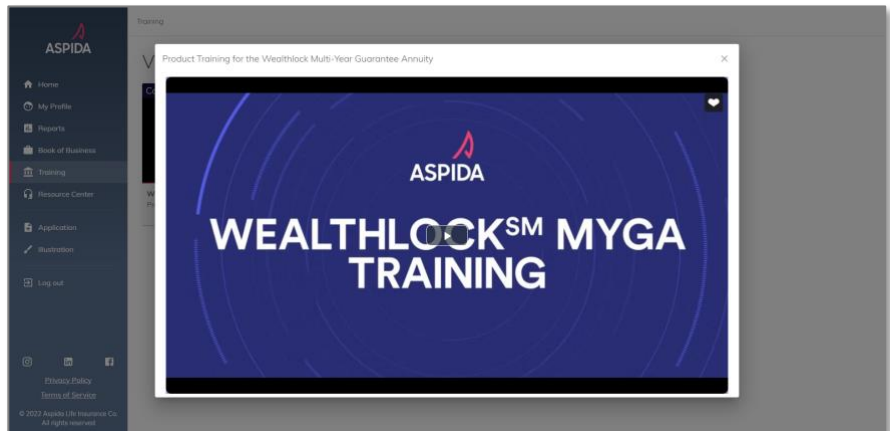 ASPIDA
Home
My Profile
Reports
Book of Business
Training
Resource Center
Application
Illustration
Log out
Privacy Policy
Terms of Service
© 2022 Aspida Life Insurance Co.
All rights reserved
Training
Product Training for the Wealthlock Multi-Year Guarantee Annuity
ASPIDA
WEALTHLOCK℠ MYGA
TRAINING